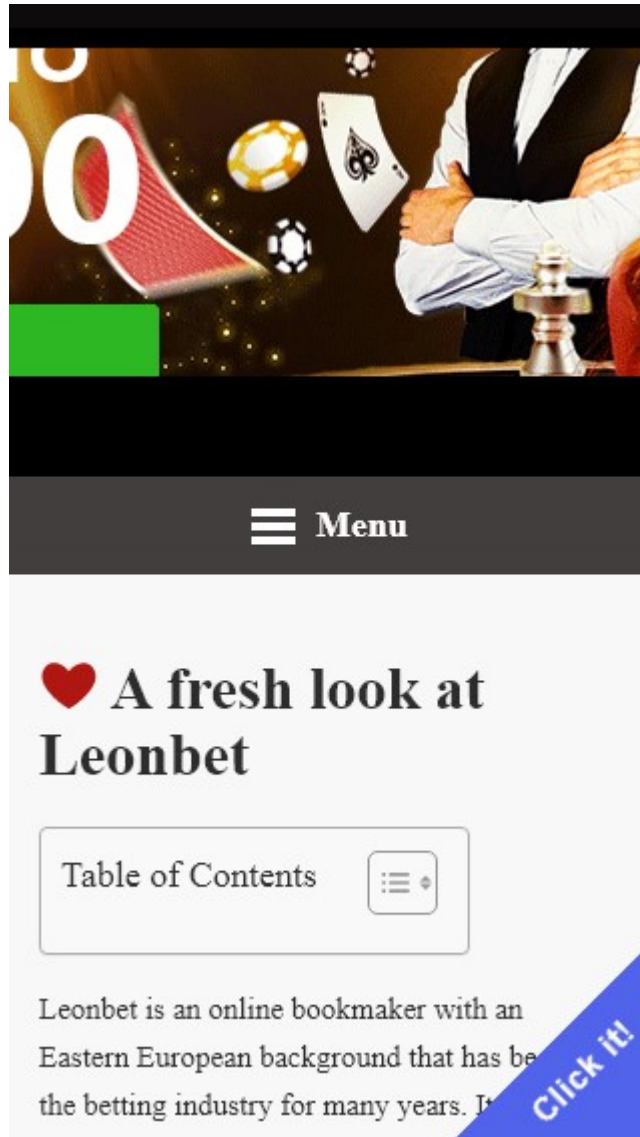 00
Menu
A fresh look at
Leonbet
Table of Contents
Leonbet is an online bookmaker with an
Eastern European background that has be
the betting industry for many years. It
Click it!